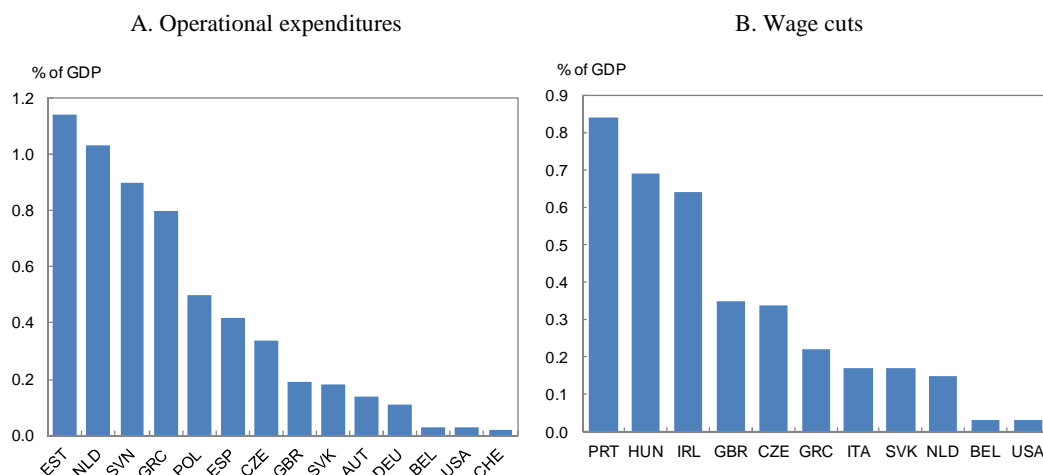 A. Operational expenditures
B. Wage cuts
% of GDP
1.2
1.0
0.8
0.6
0.4
0.2
0.0
EST NLD SVN GRC POL ESP CZE GBR SVK AUT DEU BEL USA CHE
% of GDP
0.9
0.8
0.7
0.6
0.5
0.4
0.3
0.2
0.1
0.0
PRT HUN IRL GBR CZE GRC ITA SVK NLD BEL USA